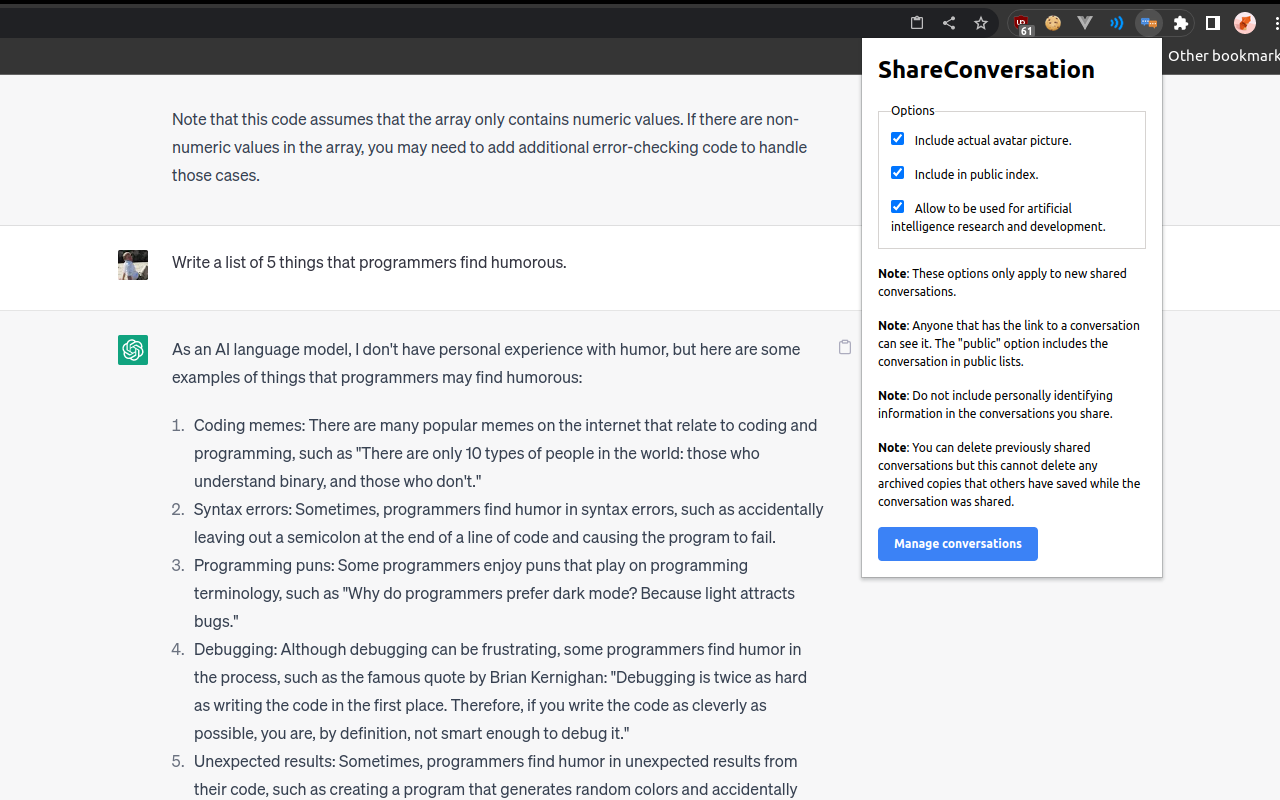 61
Other bookmark
Note that this code assumes that the array only contains numeric values. If there are non-
numeric values in the array, you may need to add additional error-checking code to handle
those cases.
Write a list of 5 things that programmers find humorous.
As an AI language model, I don't have personal experience with humor, but here are some
examples of things that programmers may find humorous:
1. Coding memes: There are many popular memes on the internet that relate to coding and
programming, such as "There are only 10 types of people in the world: those who
understand binary, and those who don't."
2. Syntax errors: Sometimes, programmers find humor in syntax errors, such as accidentally
leaving out a semicolon at the end of a line of code and causing the program to fail.
3. Programming puns: Some programmers enjoy puns that play on programming
terminology, such as "Why do programmers prefer dark mode? Because light attracts
bugs."
4. Debugging: Although debugging can be frustrating, some programmers find humor in
the process, such as the famous quote by Brian Kernighan: "Debugging is twice as hard
as writing the code in the first place. Therefore, if you write the code as cleverly as
possible, you are, by definition, not smart enough to debug it."
5. Unexpected results: Sometimes, programmers find humor in unexpected results from
their code, such as creating a program that generates random colors and accidentally
ShareConversation
Options
Include actual avatar picture.
Include in public index.
Allow to be used for artificial
intelligence research and development.
Note: These options only apply to new shared
conversations.
Note: Anyone that has the link to a conversation
can see it. The "public" option includes the
conversation in public lists.
Note: Do not include personally identifying
information in the conversations you share.
Note: You can delete previously shared
conversations but this cannot delete any
archived copies that others have saved while the
conversation was shared.
Manage conversations